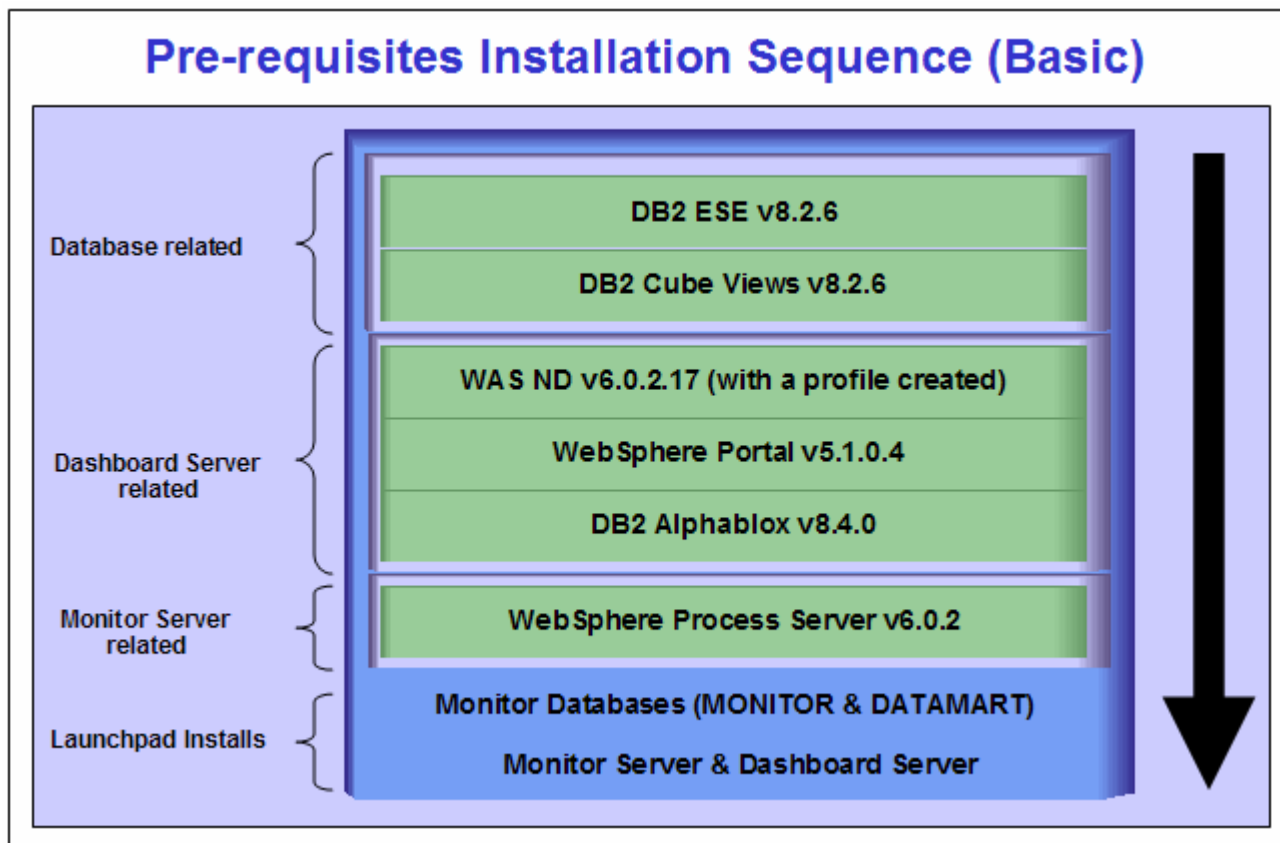 Pre-requisites Installation Sequence (Basic)
Database related
DB2 ESE v8.2.6
DB2 Cube Views v8.2.6
Dashboard Server
related
WAS ND v6.0.2.17 (with a profile created)
WebSphere Portal v5.1.0.4
DB2 Alphablox v8.4.0
Monitor Server
related
WebSphere Process Server v6.0.2
Launchpad Installs
Monitor Databases (MONITOR & DATAMART)
Monitor Server & Dashboard Server